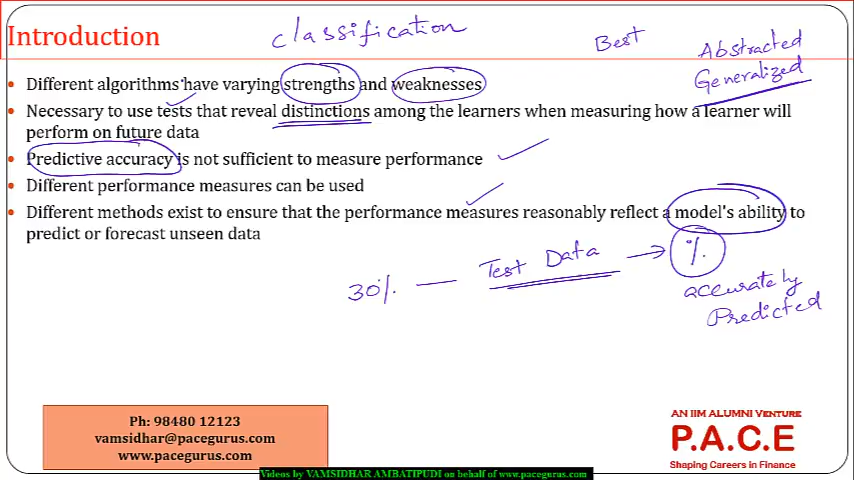 Introduction
classification
Best
Abstracted
Generalized
• Different algorithms have varying strengths and weaknesses
• Necessary to use tests that reveal distinctions among the learners when measuring how a learner will
perform on future data
• Predictive accuracy is not sufficient to measure performance
• Different performance measures can be used
• Different methods exist to ensure that the performance measures reasonably reflect a model's ability to
predict or forecast unseen data
30% — Test Data → %
accurately
Predicted
Ph: 98480 12123
vamsidhar@pacegurus.com
www.pacegurus.com
AN IIM ALUMNI VENTURE
P.A.C.E
Shaping Careers in Finance
Videos by VAMSIDHAR AMBATIPUDI on behalf of www.pacegurus.com